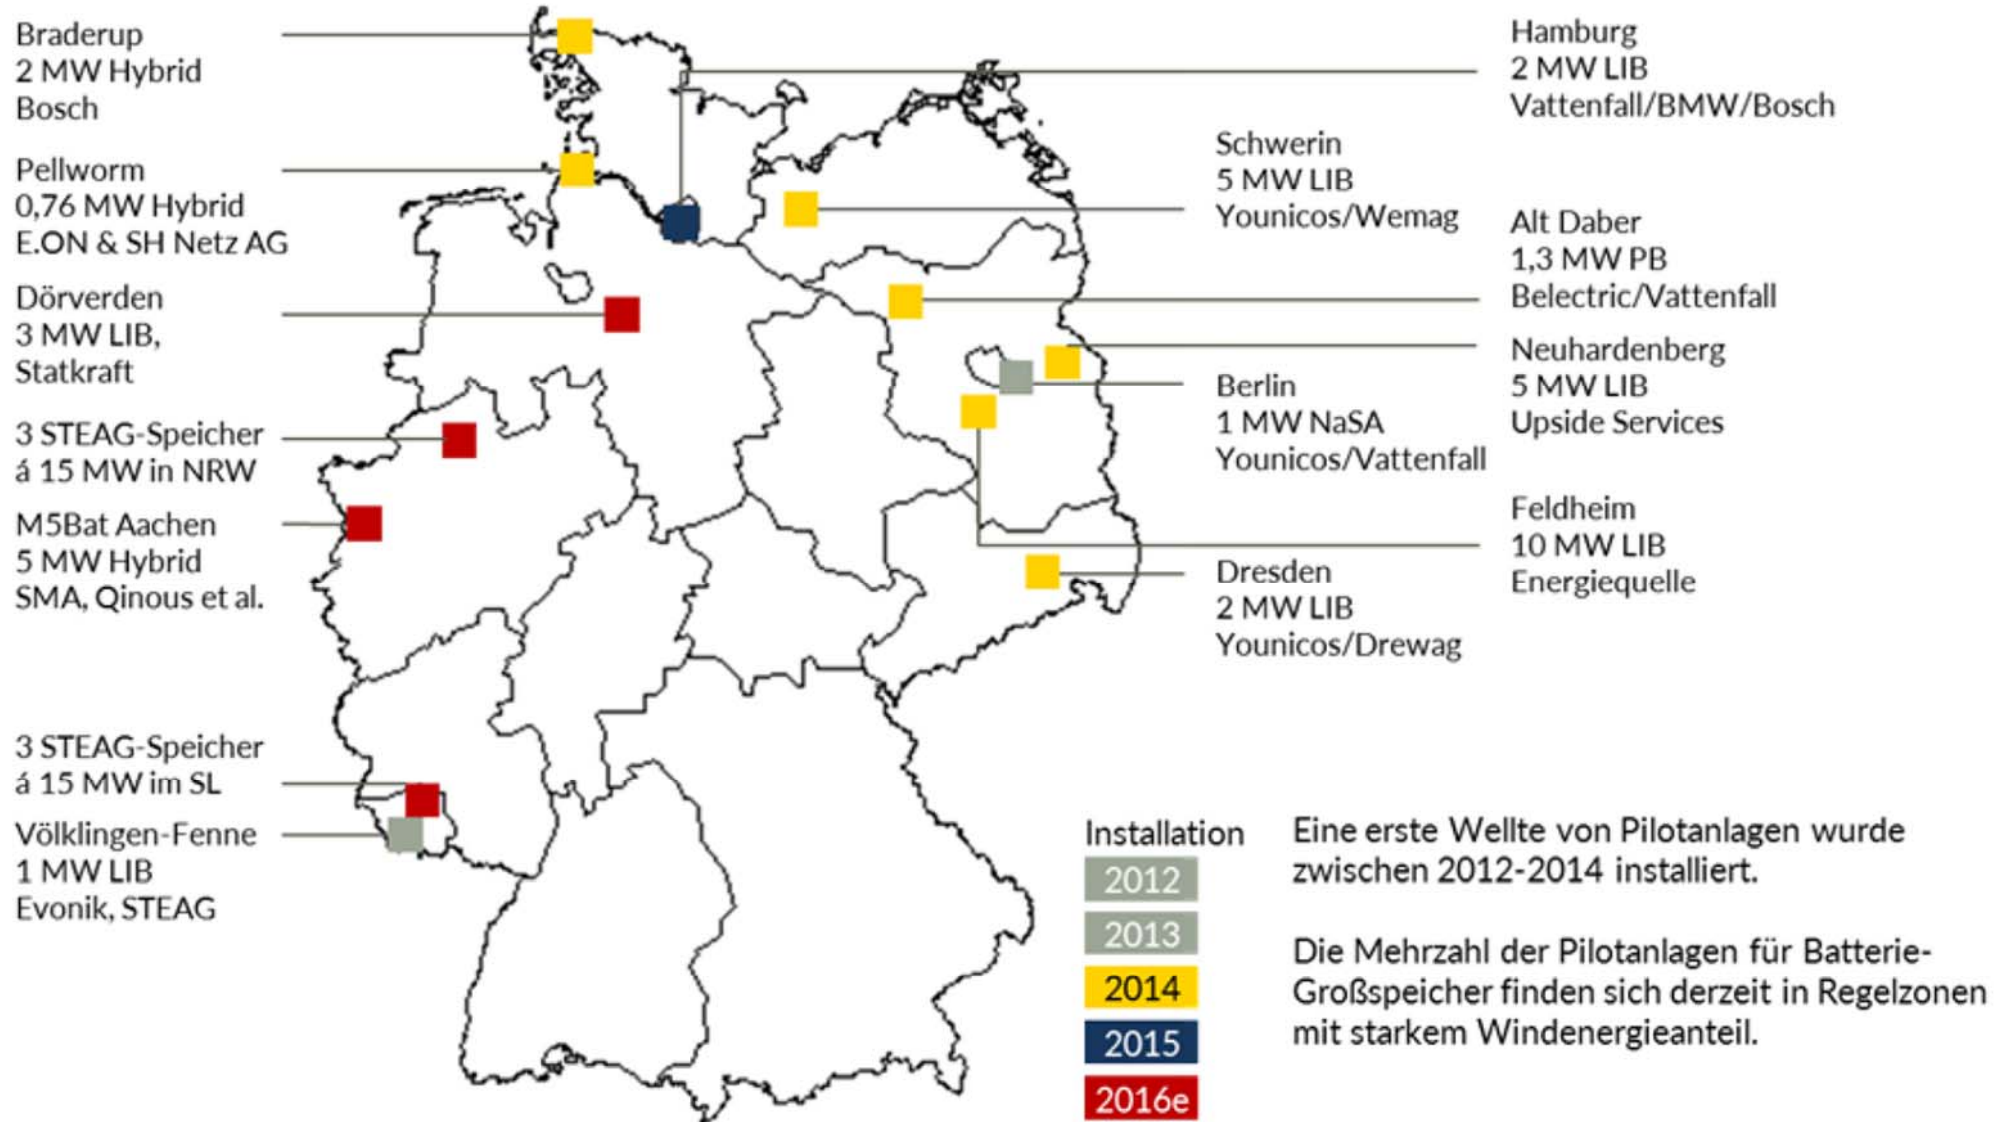 Braderup
2 MW Hybrid
Bosch
Pellworm
0,76 MW Hybrid
E.ON & SH Netz AG
Dörverden
3 MW LIB,
Statkraft
3 STEAG-Speicher
á 15 MW in NRW
M5Bat Aachen
5 MW Hybrid
SMA, Qinous et al.
3 STEAG-Speicher
á 15 MW im SL
Völklingen-Fenne
1 MW LIB
Evonik, STEAG
Hamburg
2 MW LIB
Vattenfall/BMW/Bosch
Schwerin
5 MW LIB
Younicos/Wemag
Alt Daber
1,3 MW PB
Belectric/Vattenfall
Neuhardenberg
5 MW LIB
Upside Services
Berlin
1 MW NaSA
Younicos/Vattenfall
Feldheim
10 MW LIB
Energiequelle
Dresden
2 MW LIB
Younicos/Drewag
Installation
2012
2013
2014
2015
2016e
Eine erste Wellte von Pilotanlagen wurde
zwischen 2012-2014 installiert.
Die Mehrzahl der Pilotanlagen für Batterie-
Großspeicher finden sich derzeit in Regelzonen
mit starkem Windenergieanteil.